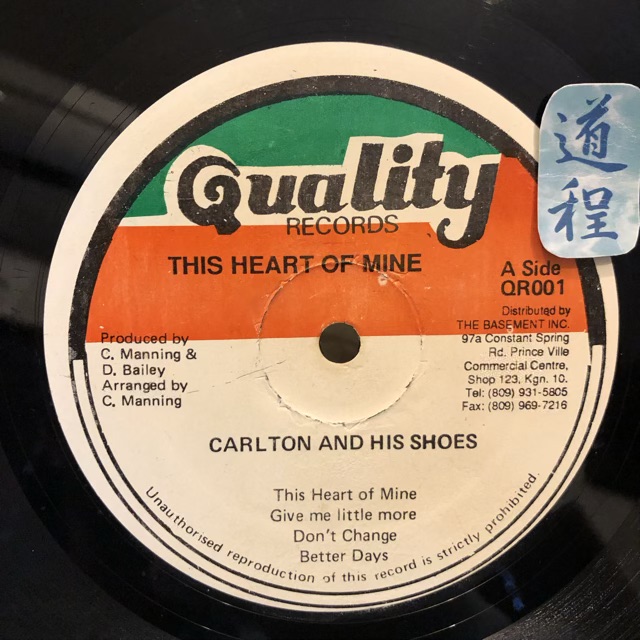 Quality
RECORDS
THIS HEART OF MINE
A Side
QR001
道程
Distributed by
THE BASEMENT INC.
97a Constant Spring
Rd. Prince Ville
Commercial Centre,
Shop 123, Kgn. 10.
Tel: (809) 931-5805
Fax: (809) 969-7216
Produced by
C. Manning &
D. Bailey
Arranged by
C. Manning
CARLTON AND HIS SHOES
This Heart of Mine
Give me little more
Don't Change
Better Days
Unauthorised reproduction of this record is strictly prohibited.